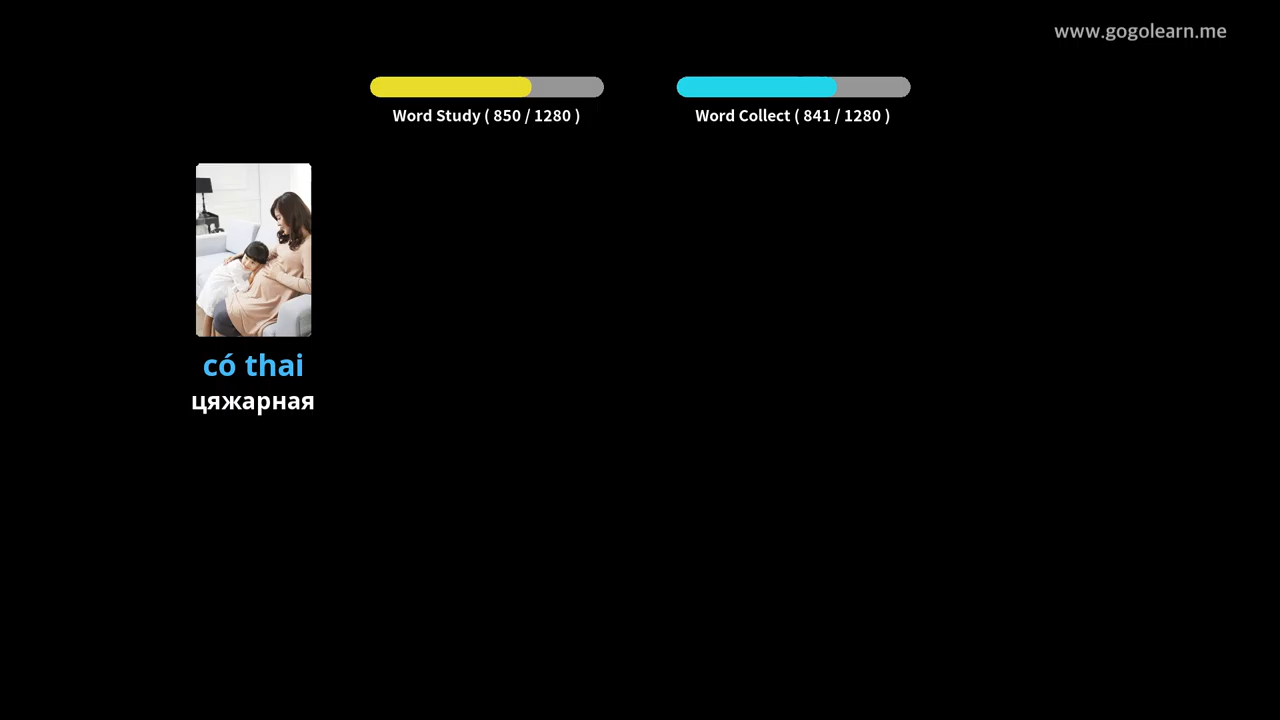 www.gogolearn.me
Word Study ( 850 / 1280 )
Word Collect ( 841 / 1280 )
có thai
цяжарная